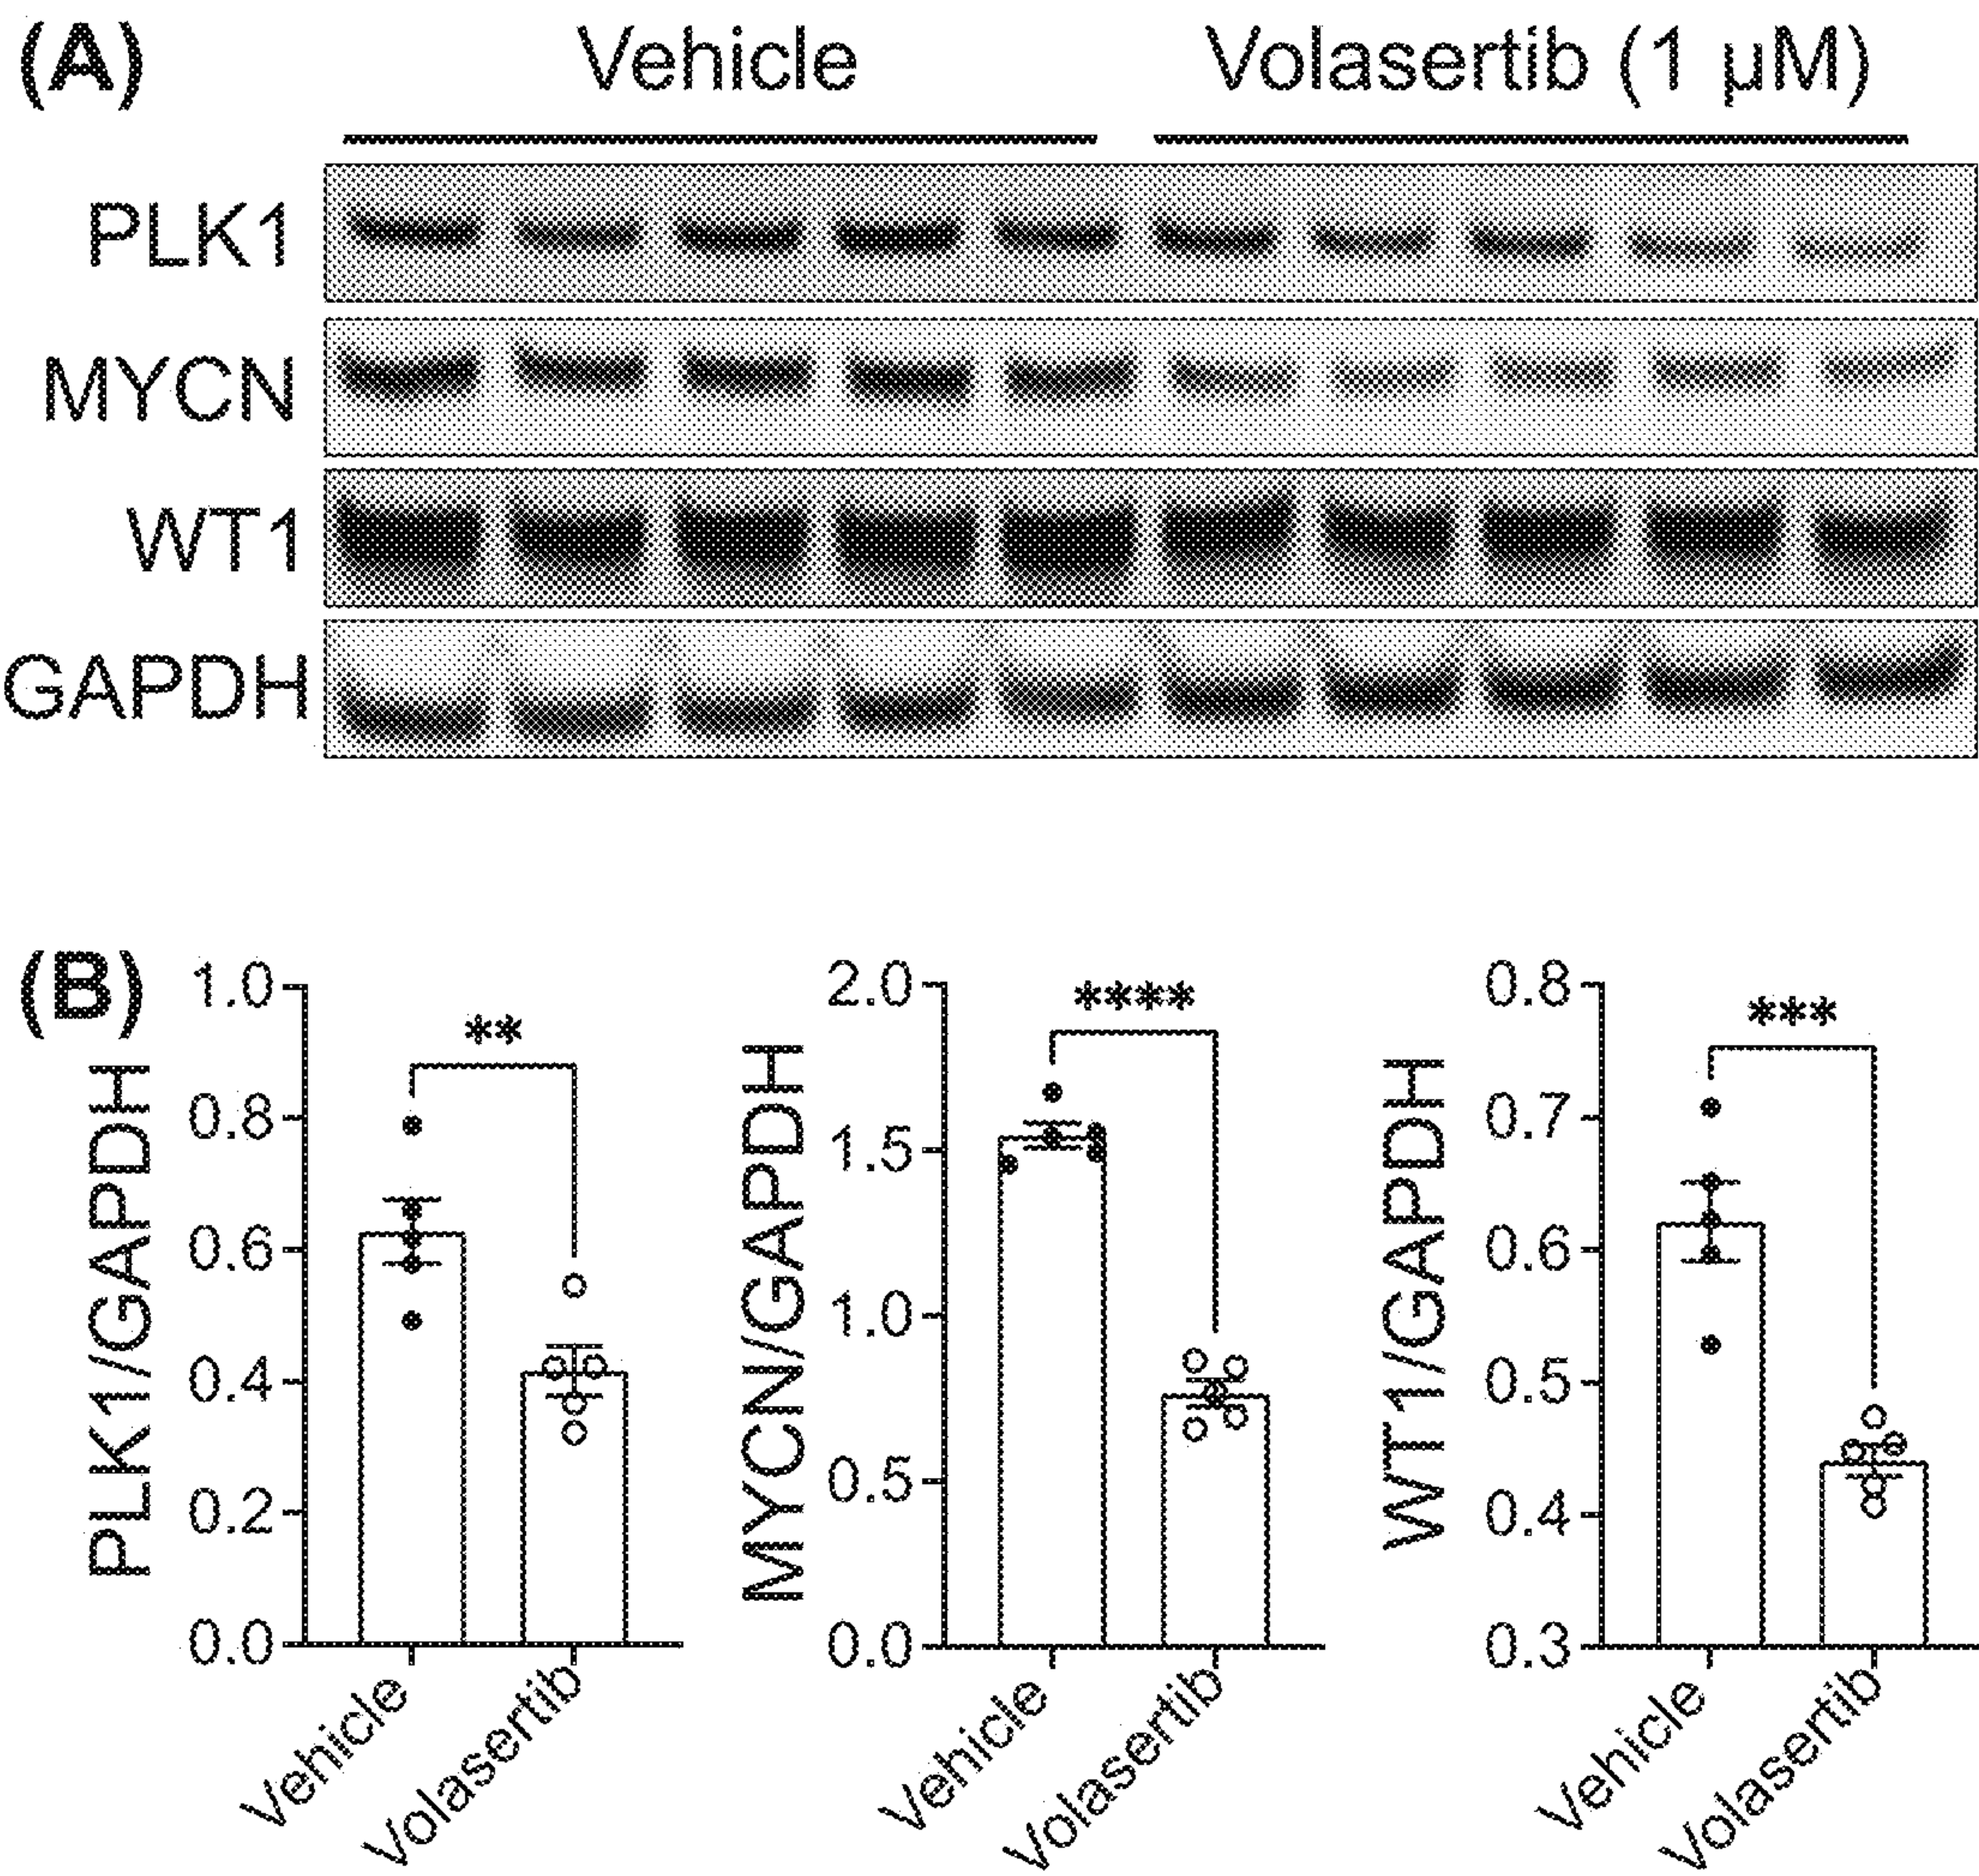 (A)
Vehicle
Volasertib (1 µM)
PLK1
MYCN
WT1
GAPDH
(B)
PLK1/GAPDH
1.0
0.8
0.6
0.4
0.2
0.0
**
Vehicle
Volasertib
MYCN/GAPDH
2.0
1.5
1.0
0.5
0.0
****
Vehicle
Volasertib
WT1/GAPDH
0.8
0.7
0.6
0.5
0.4
0.3
***
Vehicle
Volasertib